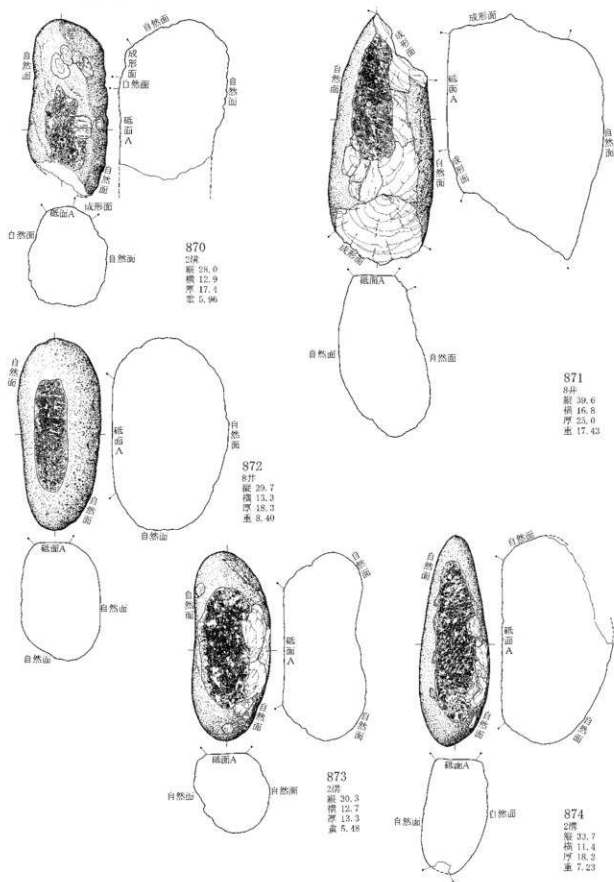 自然面
成形面
自然面
砥面A
自然面
自然面
成形面
砥面A
自然面
自然面
870
2溝
縦 28.0
横 12.9
厚 17.4
重 5.96
自然面
成形面
成形面
砥面A
自然面
成形面
成形面
砥面A
自然面
自然面
871
8井
縦 39.6
横 16.8
厚 25.0
重 17.43
自然面
砥面A
自然面
自然面
自然面
砥面A
自然面
自然面
872
8井
縦 29.7
横 13.3
厚 18.3
重 8.40
自然面
自然面
砥面A
自然面
自然面
砥面A
自然面
自然面
873
2溝
縦 30.3
横 12.7
厚 13.3
重 5.48
自然面
自然面
砥面A
自然面
自然面
砥面A
自然面
自然面
874
2溝
縦 33.7
横 11.4
厚 18.3
重 7.23